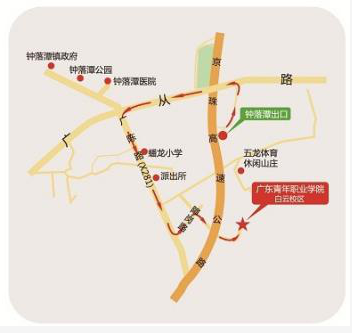 钟落潭镇政府
钟落潭公园
钟落潭医院
广从路
京珠高速公路
钟落潭出口
蟠龙小学
派出所
(X281)
五龙体育
休闲山庄
广东青年职业学院
白云校区